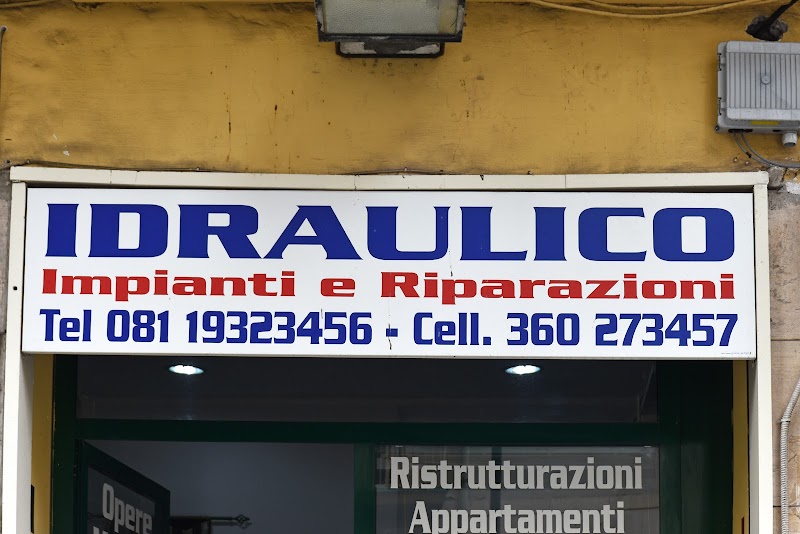 IDRAULICO
Impianti e Riparazioni
Tel 081 19323456 - Cell. 360 273457
Ristrutturazioni
Appartamenti
Opere